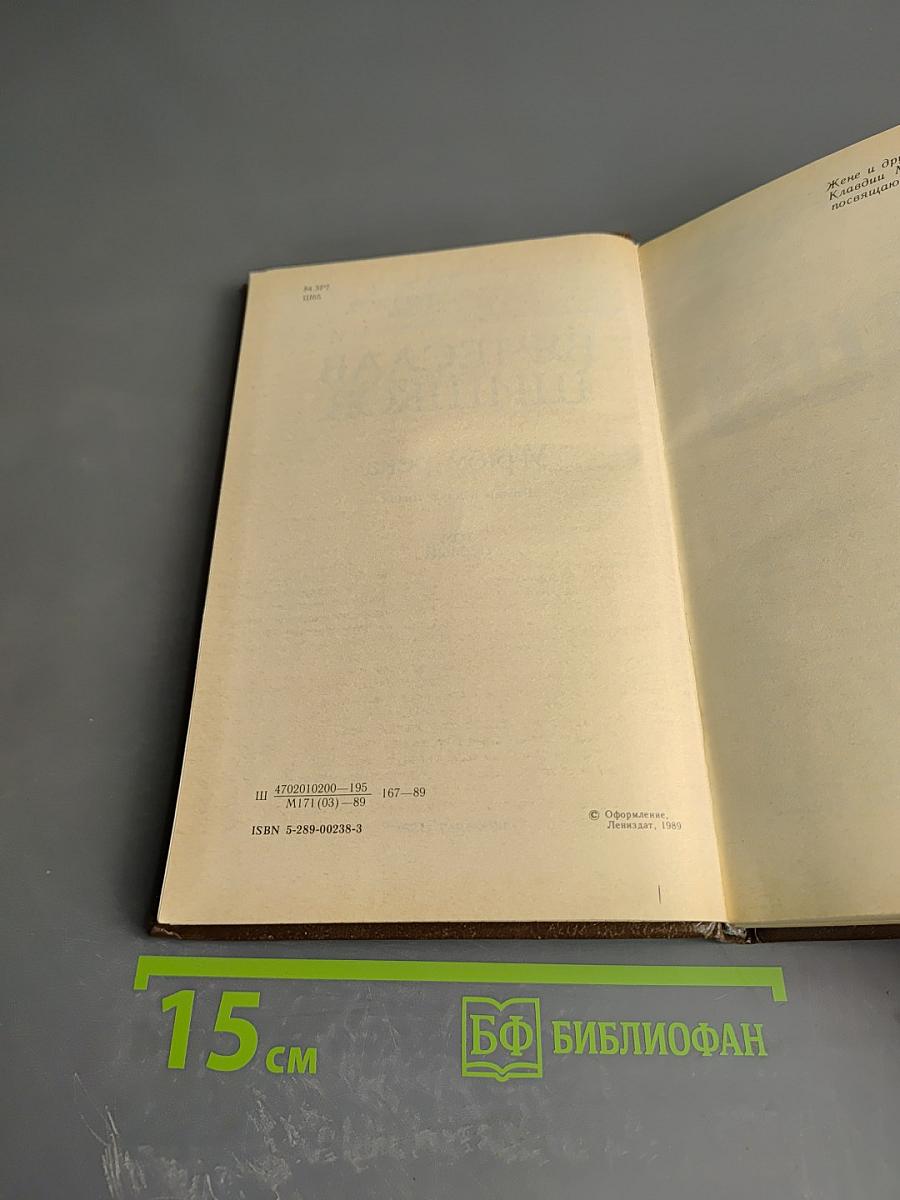 84.3Р7
Ш65
Жене и дру
Клавдии М
посвящаю
Ш 4702010200—195 167—89
М171(03)—89
ISBN 5-289-00238-3
© Оформление,
Лениздат, 1989
15 см
БФ БИБЛИОФАН